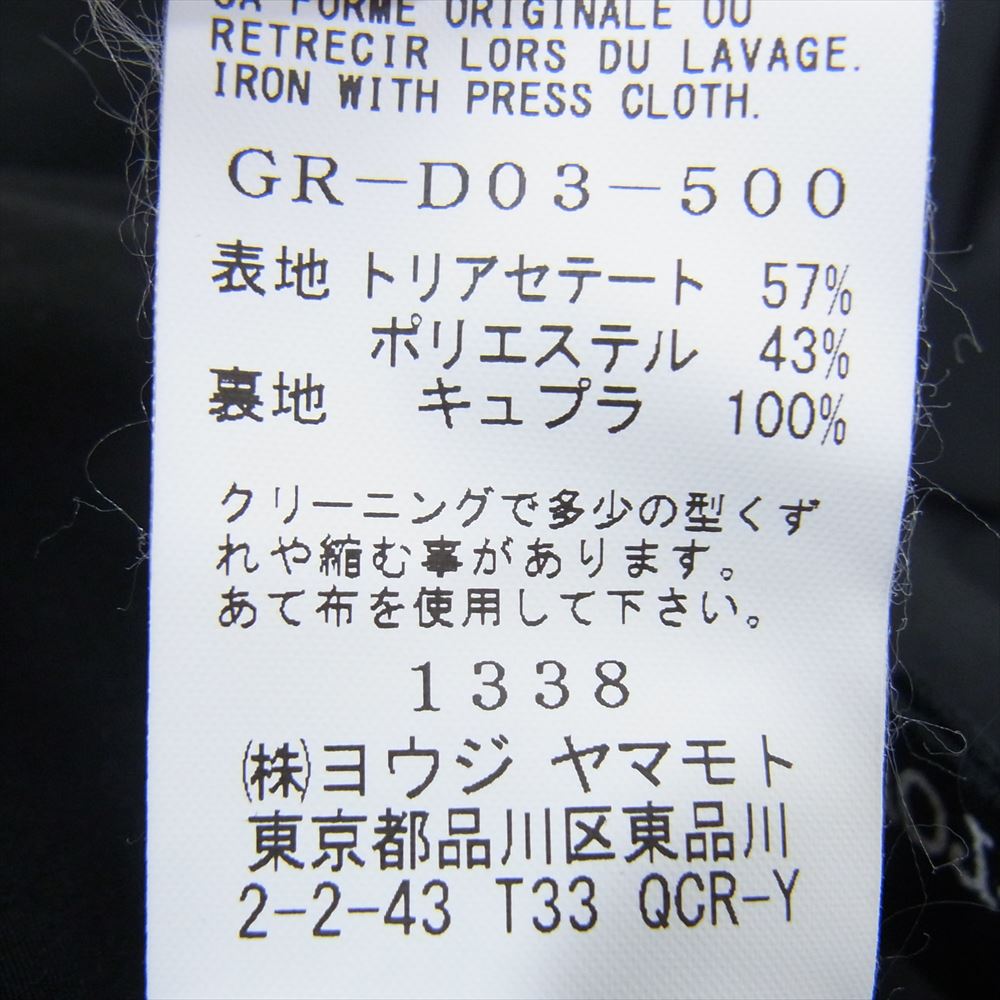 SA FORME ORIGINALE OU
RETRECIR LORS DU LAVAGE.
IRON WITH PRESS CLOTH.
GR-D03-500
表地 トリアセテート 57%
ポリエステル 43%
裏地 キュプラ 100%
クリーニングで多少の型くず
れや縮む事があります。
あて布を使用して下さい。
1338
(株)ヨウジ ヤマモト
東京都品川区東品川
2-2-43 T33 QCR-Y